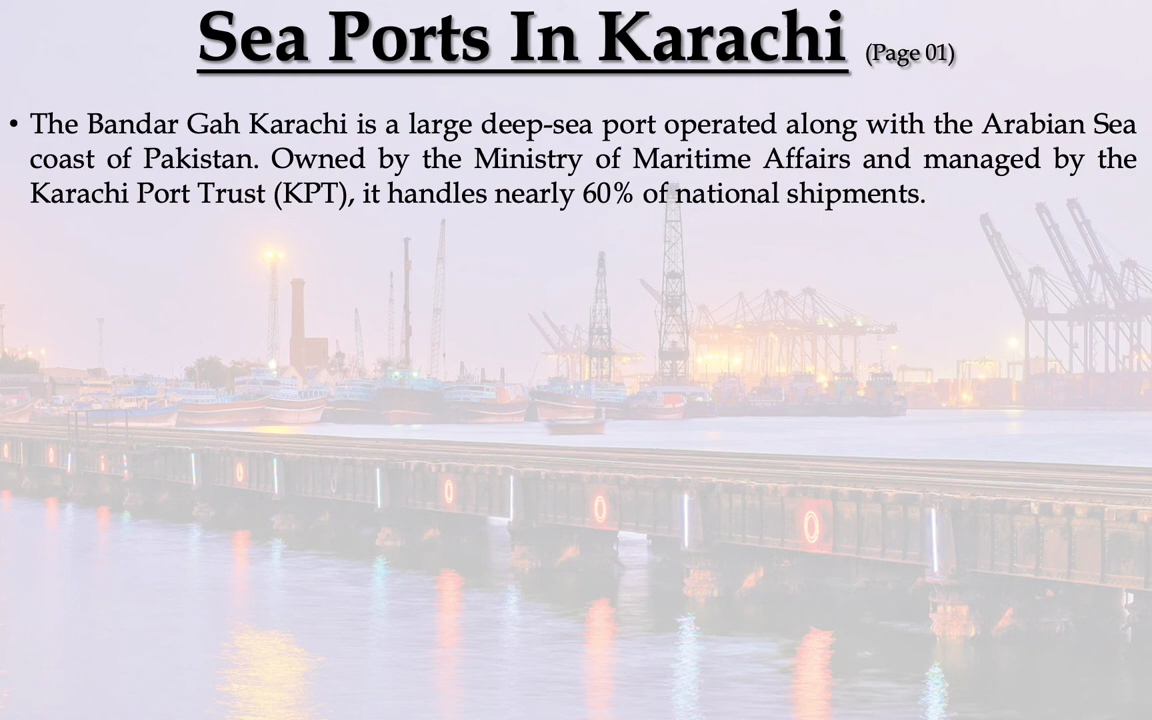 Sea Ports In Karachi (Page 01)
• The Bandar Gah Karachi is a large deep-sea port operated along with the Arabian Sea
coast of Pakistan. Owned by the Ministry of Maritime Affairs and managed by the
Karachi Port Trust (KPT), it handles nearly 60% of national shipments.